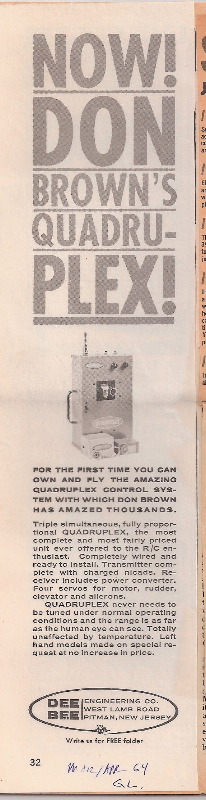 NOW!
DON
BROWN'S
QUADRU-
PLEX!
FOR THE FIRST TIME YOU CAN
OWN AND FLY THE AMAZING
QUADRUPLEX CONTROL SYS-
TEM WITH WHICH DON BROWN
HAS AMAZED THOUSANDS.
Triple simultaneous, fully propor-
tional QUADRUPLEX, the most
complete and most fairly priced
unit ever offered to the R/C en-
thusiast. Completely wired and
ready to install. Transmitter com-
plete with charged nicads. Re-
ceiver includes power converter.
Four servos for motor, rudder,
elevator and ailerons.
QUADRUPLEX never needs to
be tuned under normal operating
conditions and the range is as far
as the human eye can see. Totally
unaffected by temperature. Left
hand models made on special re-
quest at no increase in price.
DEE ENGINEERING CO.
BEE WEST LAMB ROAD
PITMAN, NEW JERSEY
Write us for FREE folder
32
MAR/APR 64